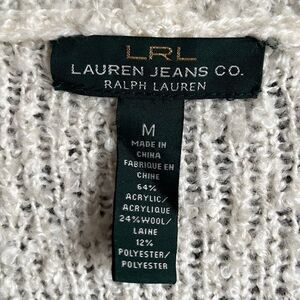 LRL
LAUREN JEANS CO.
RALPH LAUREN
M
MADE IN
CHINA
FABRIQUE EN
CHINE
64%
ACRYLIC/
ACRYLIQUE
24% WOOL/
LAINE
12%
POLYESTER/
POLYESTER